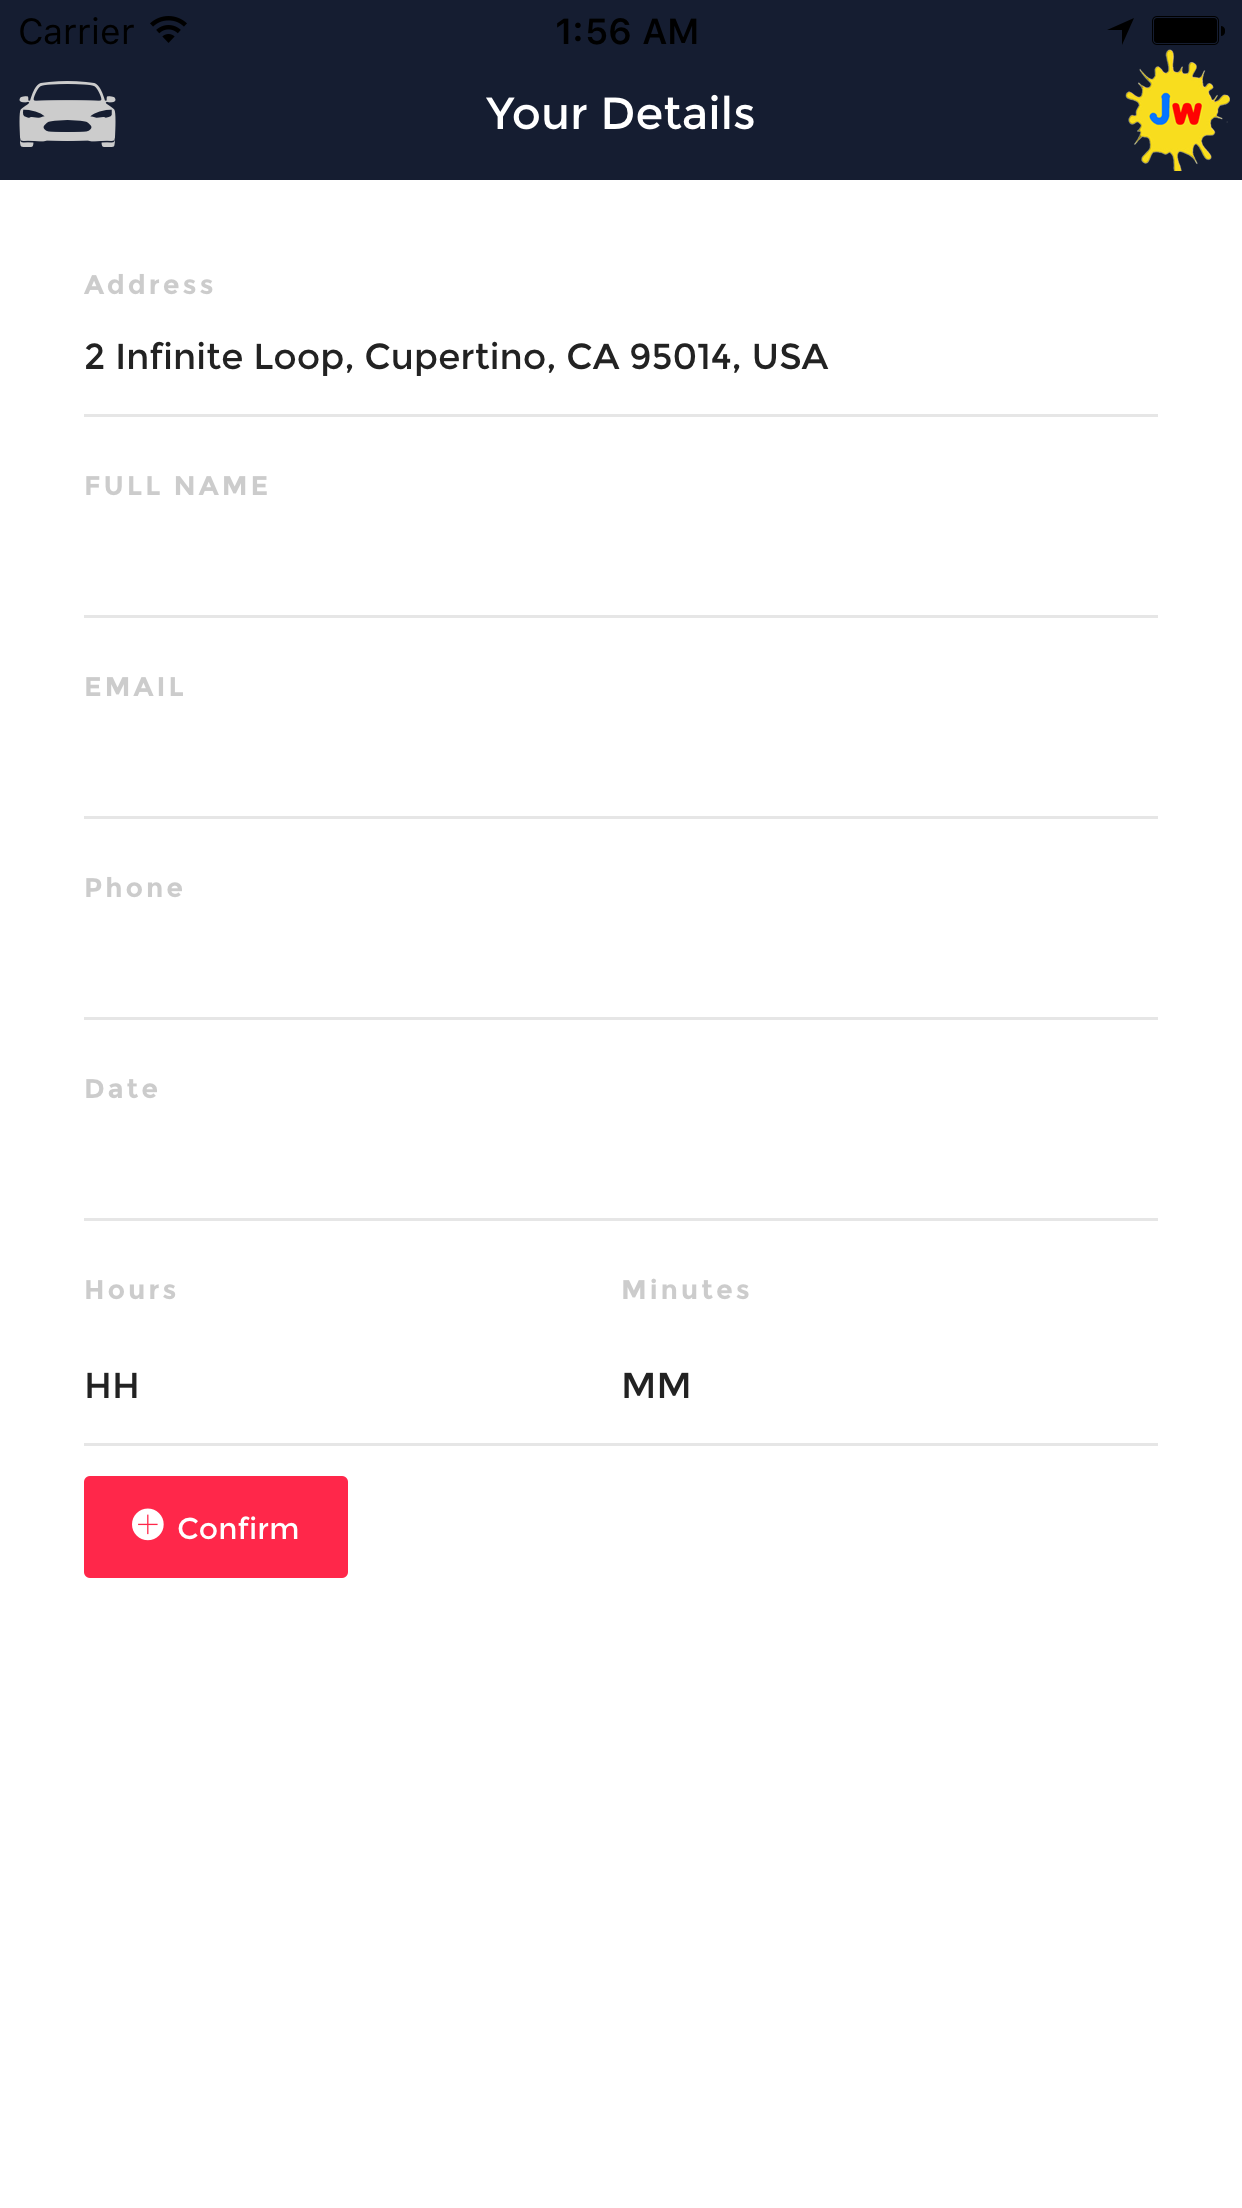 Carrier 1:56 AM
Your Details
Jw
Address
2 Infinite Loop, Cupertino, CA 95014, USA
FULL NAME
EMAIL
Phone
Date
Hours Minutes
HH MM
Confirm